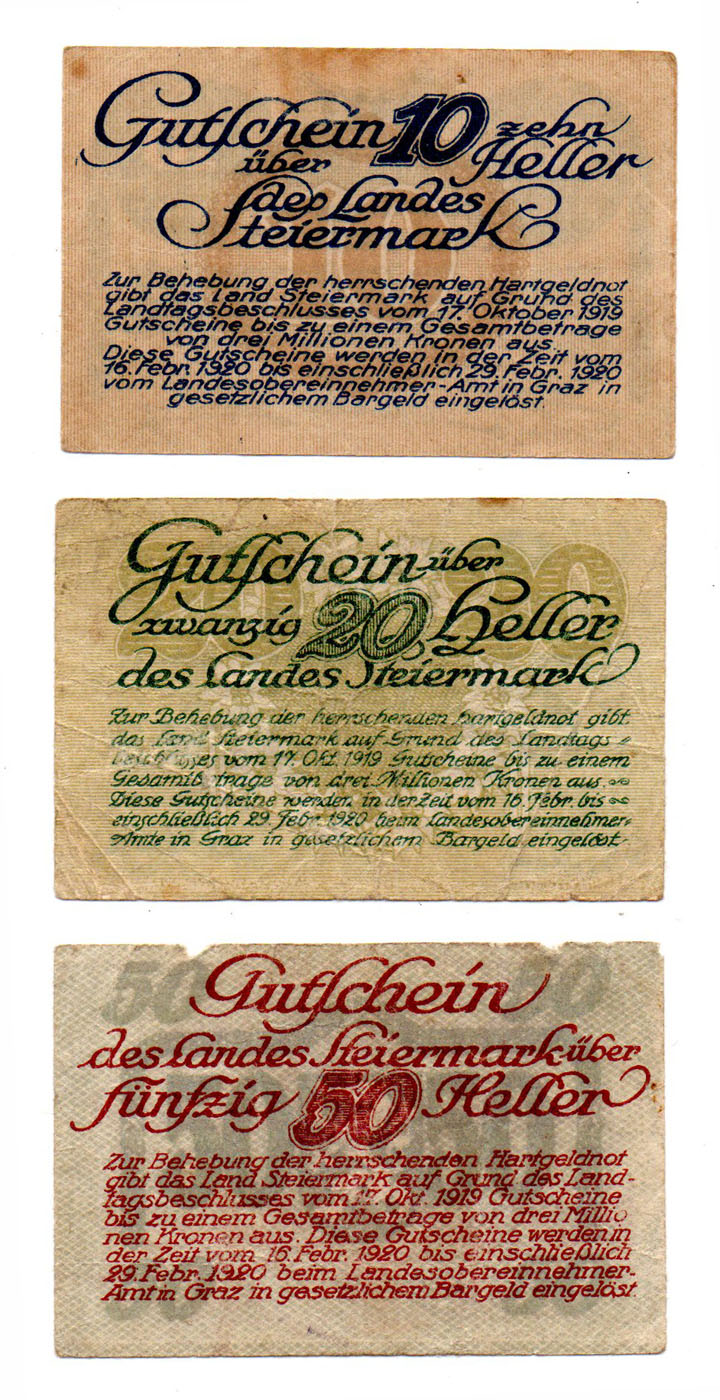 Gutschein 10 zehn
über Heller
des Landes
Steiermark
Zur Behebung der herrschenden Hartgeldnot
gibt das Land Steiermark auf Grund des
Landtagsbeschlusses vom 17. Oktober 1919
Gutscheine bis zu einem Gesamtbetrage
von drei Millionen Kronen aus.
Diese Gutscheine werden in der Zeit vom
16. Febr. 1920 bis einschließlich 29. Febr. 1920
vom Landesobereinnehmer-Amt in Graz in
gesetzlichem Bargeld eingelöst.
Gutschein über
zwanzig 20 Heller
des Landes Steiermark
Zur Behebung der herrschenden Hartgeldnot gibt
das Land Steiermark auf Grund des Landtags-
beschlusses vom 17. Okt. 1919 Gutscheine bis zu einem
Gesamtbetrage von drei Millionen Kronen aus.
Diese Gutscheine werden in der Zeit vom 16. Febr. bis
einschließlich 29. Febr. 1920 beim Landesobereinnehmer-
Amte in Graz in gesetzlichem Bargeld eingelöst.
50 50
Gutschein
des Landes Steiermark über
fünfzig 50 Heller
Zur Behebung der herrschenden Hartgeldnot
gibt das Land Steiermark auf Grund des Land-
tagsbeschlusses vom 17. Okt. 1919 Gutscheine
bis zu einem Gesamtbetrage von drei Millio
nen Kronen aus. Diese Gutscheine werden in
der Zeit vom 16. Febr. 1920 bis einschließlich
29. Febr. 1920 beim Landesobereinnehmer-
Amt in Graz in gesetzlichem Bargeld eingelöst.